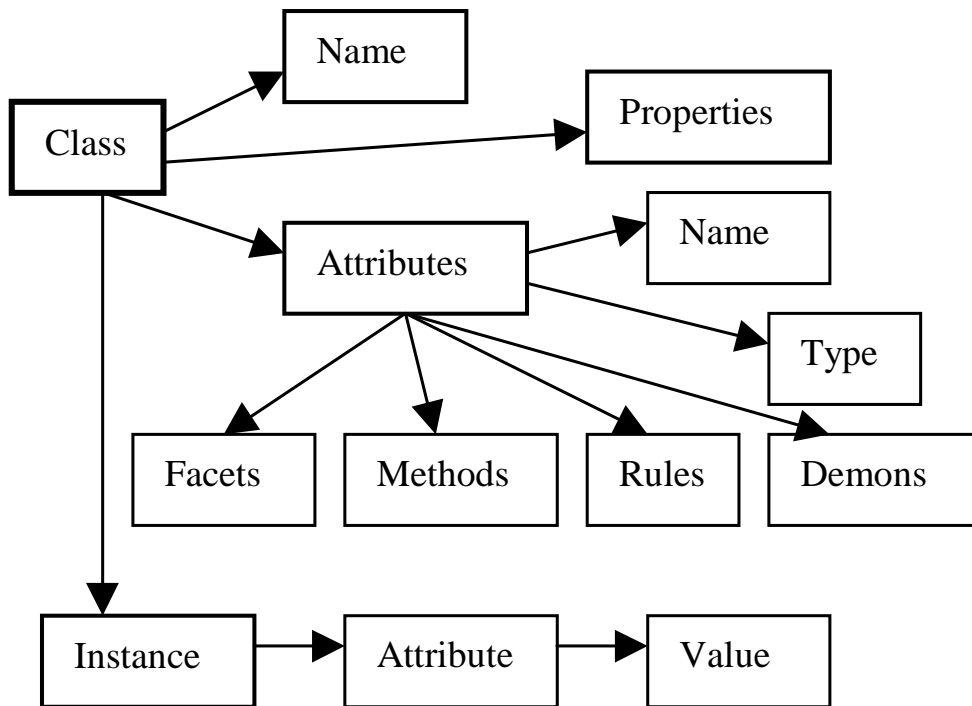 Name
Properties
Class
Name
Attributes
Type
Facets
Methods
Rules
Demons
Instance
Attribute
Value